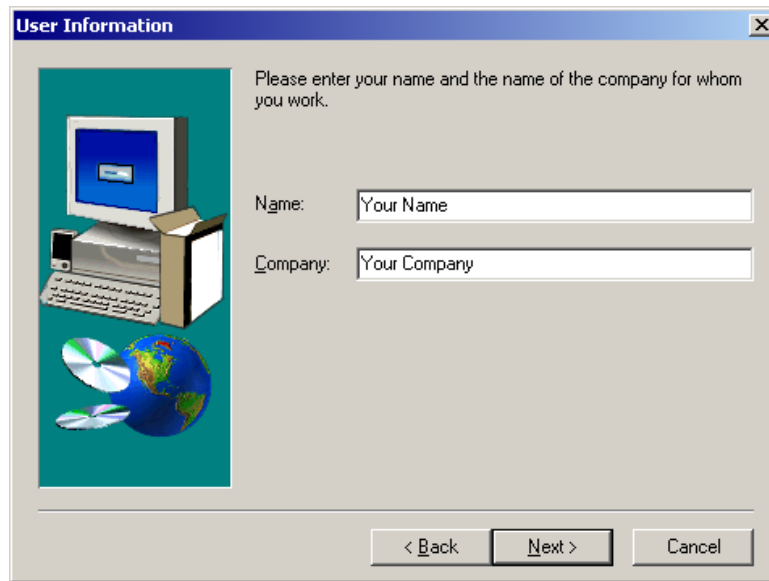 User Information
Please enter your name and the name of the company for whom
you work.
Name:
Your Name
Company:
Your Company
< Back
Next >
Cancel